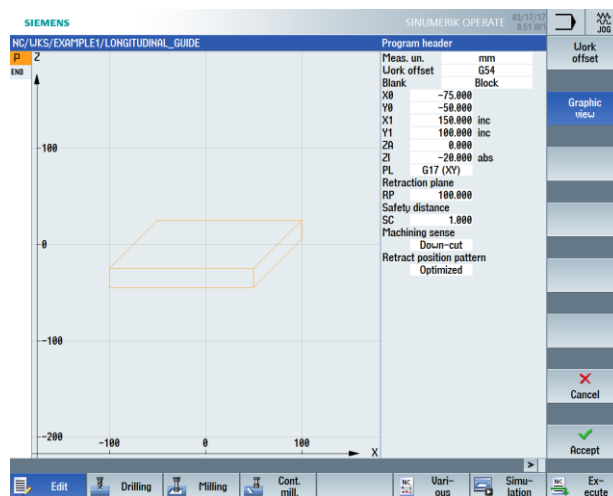 SIEMENS
SINUMERIK OPERATE 03/17/17
8:51 AM
JOG
NC/WKS/EXAMPLE1/LONGITUDINAL_GUIDE
Program header
Work
offset
P
END
Z
Meas. un. mm
Work offset G54
Blank Block
X0 -75.000
Y0 -50.000
X1 150.000 inc
Y1 100.000 inc
ZA 0.000
ZI -20.000 abs
PL G17 (XY)
Retraction plane
RP 100.000
Safety distance
SC 1.000
Machining sense
Down-cut
Retract position pattern
Optimized
Graphic
view
-100
-0
--100
--200
-100 0 100 X
>
Cancel
Accept
Edit
Drilling
Milling
Cont.
mill.
NC
Vari-
ous
Simu-
lation
NC
Ex-
ecute